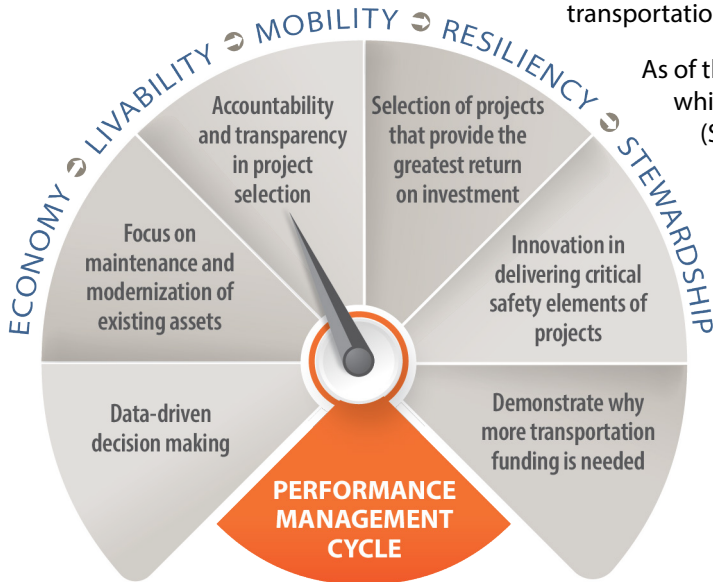 transportatio
As of th
whi
(S
ECONOMY LIVABILITY MOBILITY RESILIENCY STEWARDSHIP
Data-driven
decision making
Focus on
maintenance and
modernization of
existing assets
Accountability
and transparency
in project
selection
Selection of projects
that provide the
greatest return
on investment
Innovation in
delivering critical
safety elements of
projects
Demonstrate why
more transportation
funding is needed
PERFORMANCE
MANAGEMENT
CYCLE